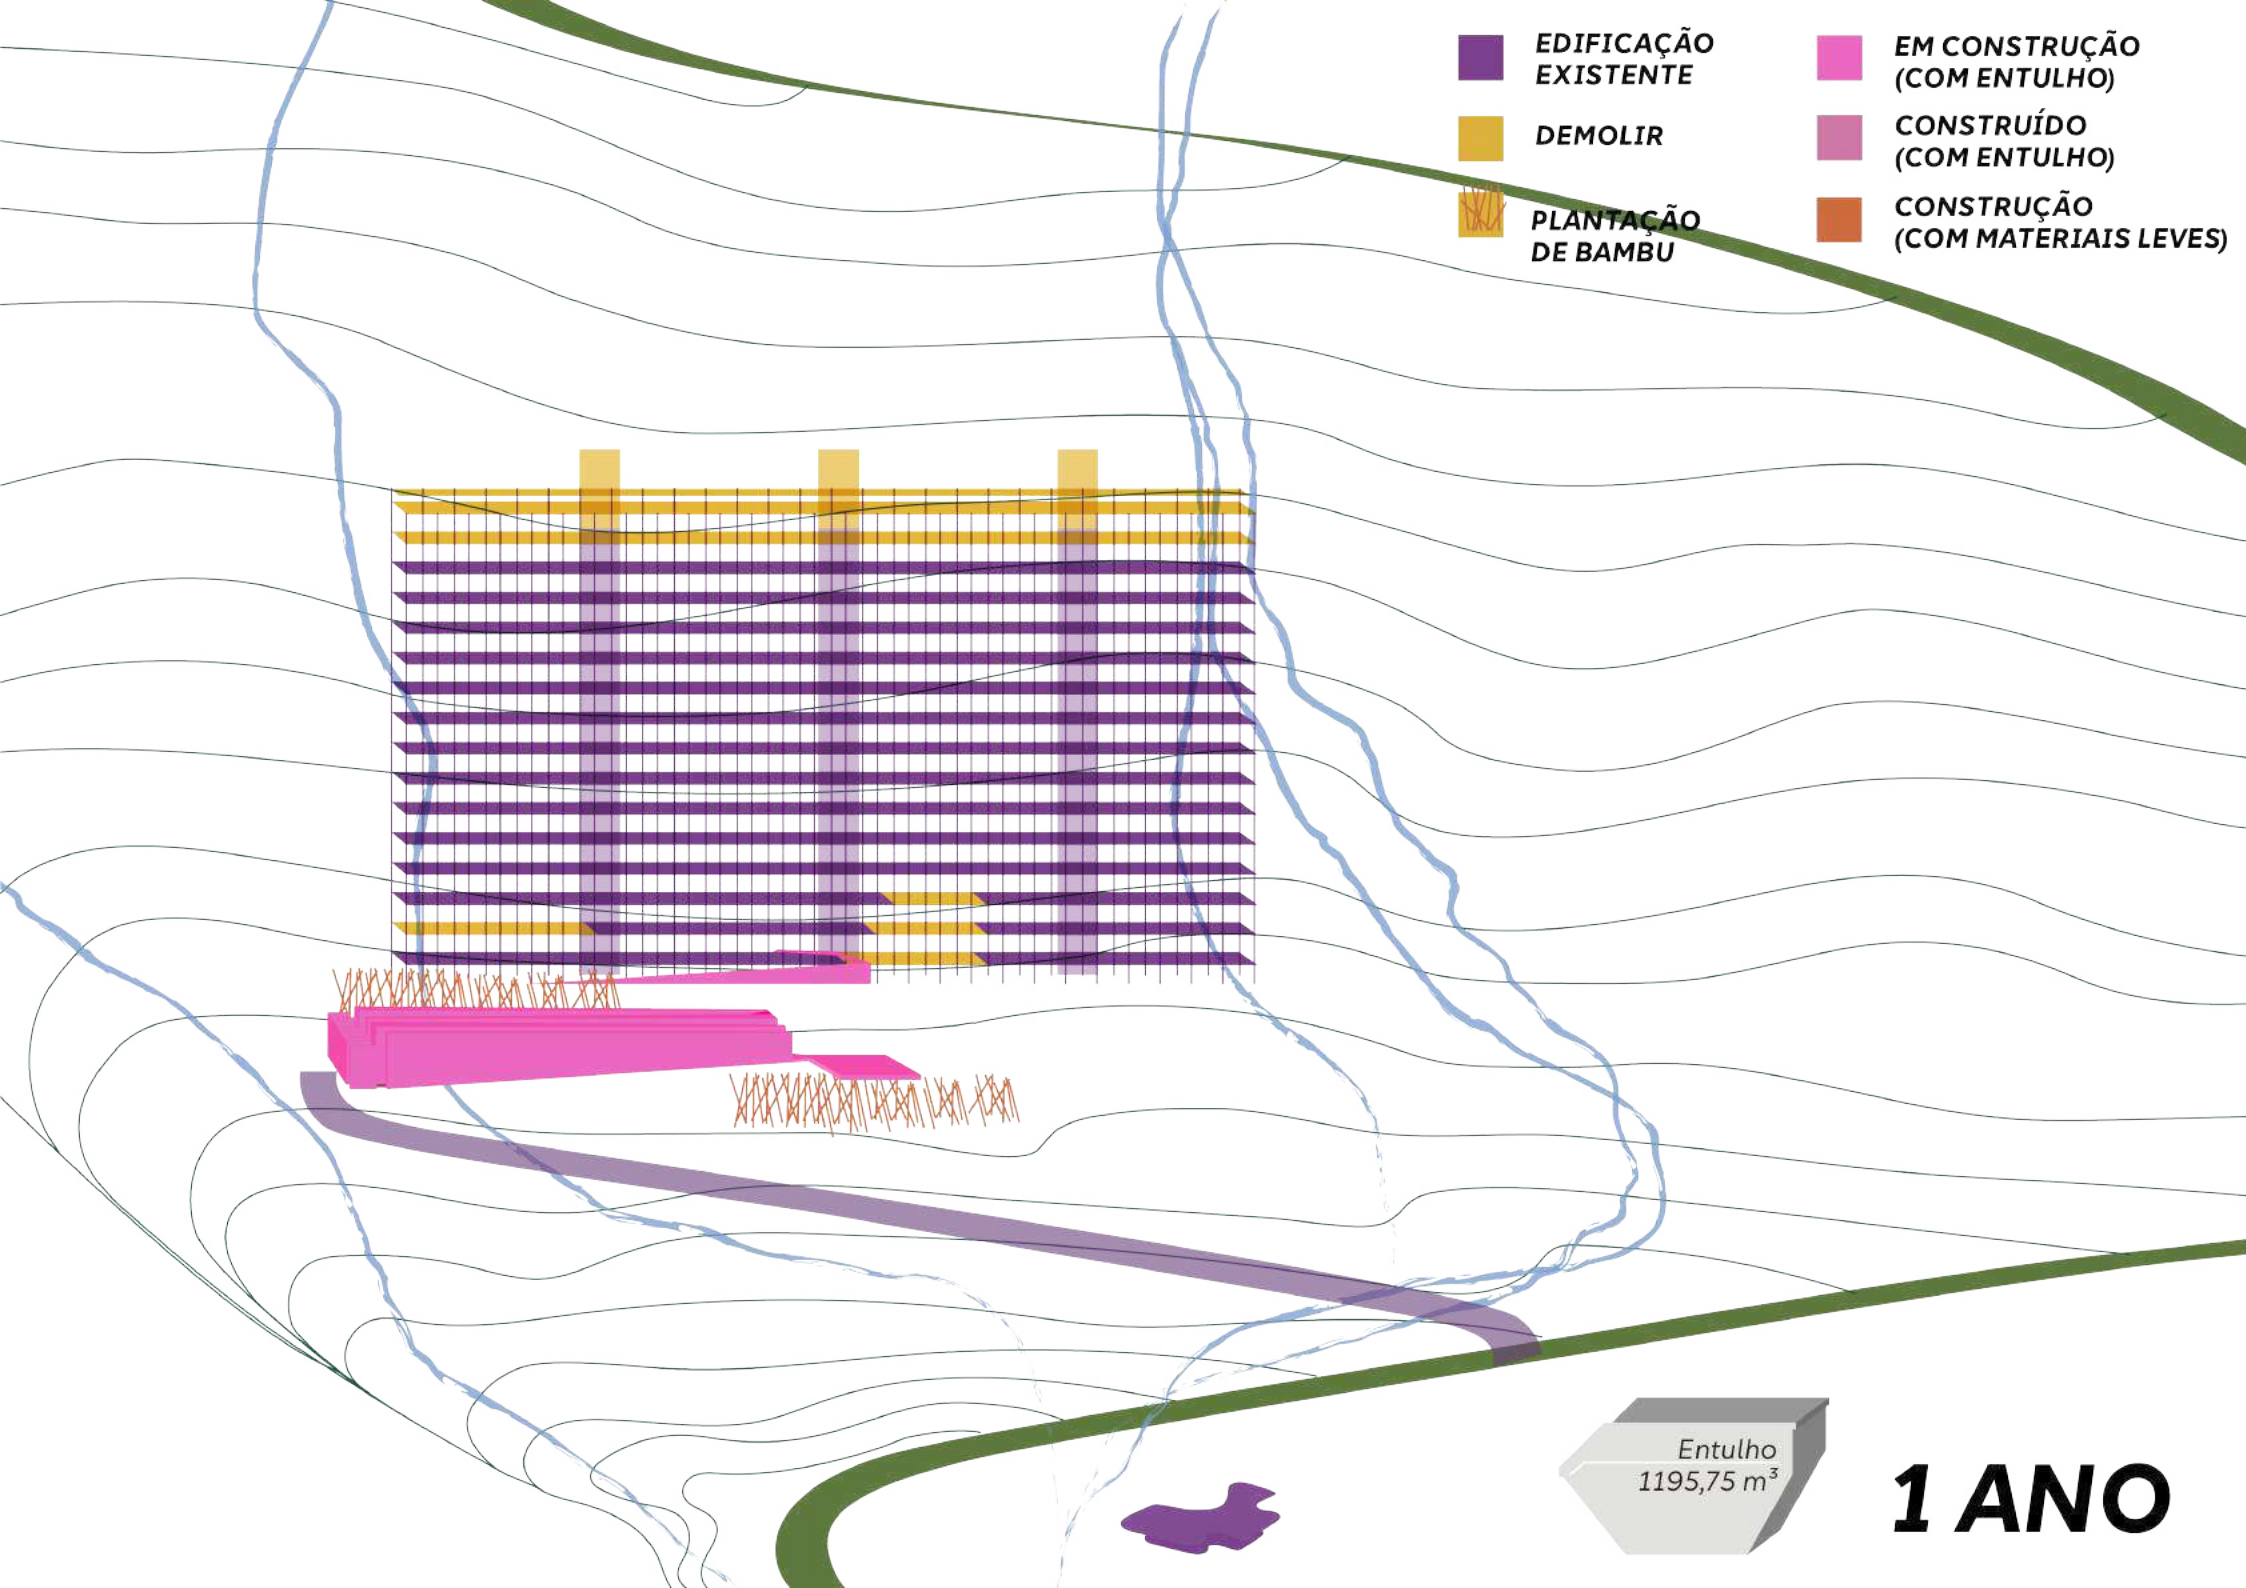 EDIFICAÇÃO
EXISTENTE
DEMOLIR
PLANTAÇÃO
DE BAMBU
EM CONSTRUÇÃO
(COM ENTULHO)
CONSTRUÍDO
(COM ENTULHO)
CONSTRUÇÃO
(COM MATERIAIS LEVES)
Entulho
1195,75 m³
1 ANO